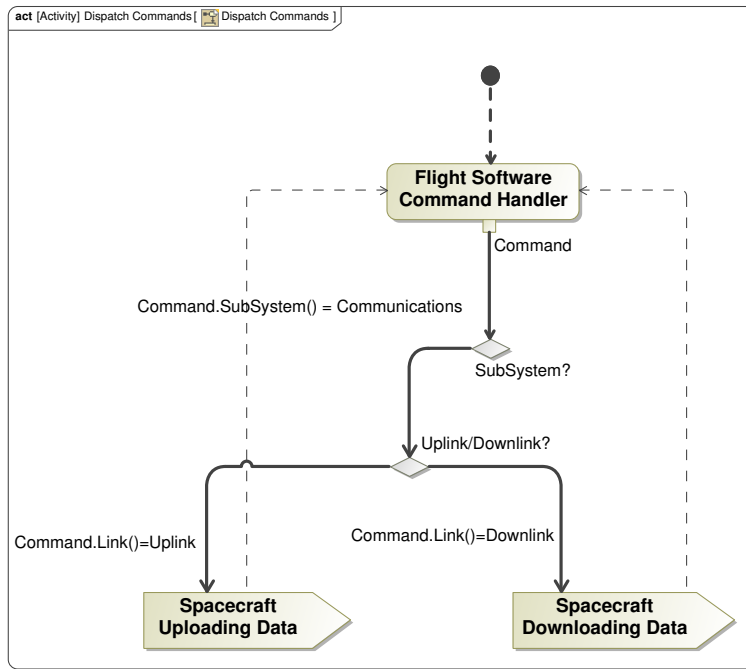 act [Activity] Dispatch Commands [ Dispatch Commands ]
Flight Software
Command Handler
Command
Command.SubSystem() = Communications
SubSystem?
Uplink/Downlink?
Command.Link()=Uplink
Command.Link()=Downlink
Spacecraft
Uploading Data
Spacecraft
Downloading Data